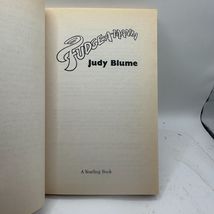 FUDGE-A-MANIA
Judy Blume
A Yearling Book